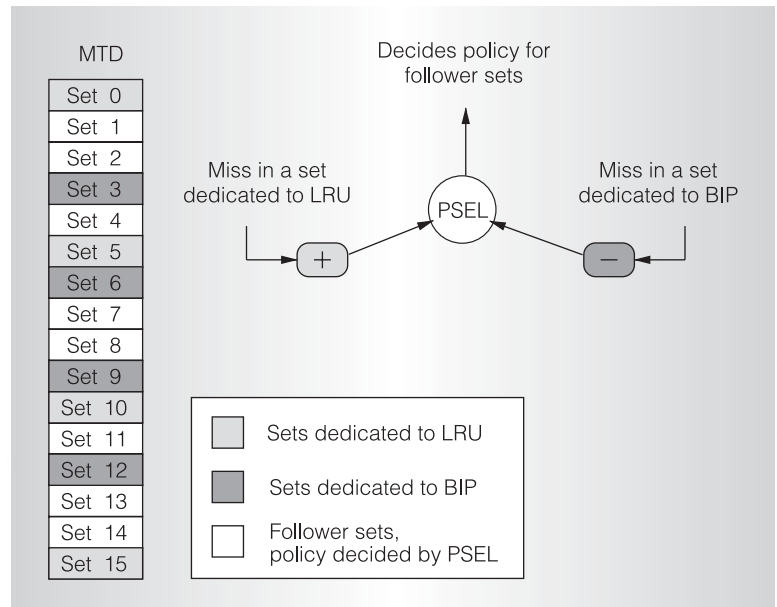 MTD
Set 0
Set 1
Set 2
Set 3
Set 4
Set 5
Set 6
Set 7
Set 8
Set 9
Set 10
Set 11
Set 12
Set 13
Set 14
Set 15
Decides policy for
follower sets
Miss in a set
dedicated to LRU
PSEL
Miss in a set
dedicated to BIP
+
−
Sets dedicated to LRU
Sets dedicated to BIP
Follower sets,
policy decided by PSEL